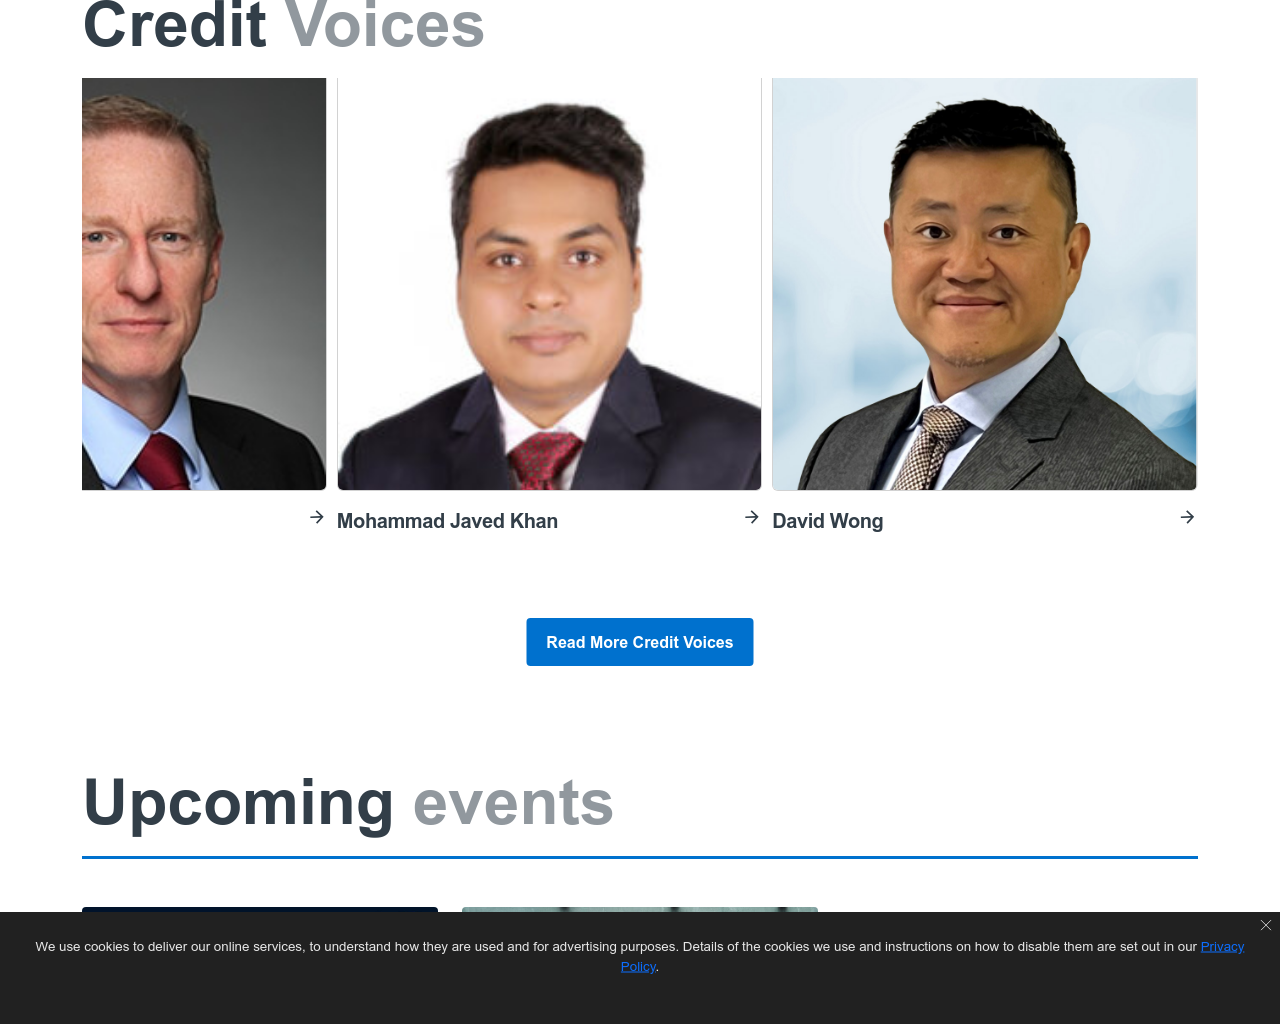 Credit Voices
Mohammad Javed Khan
David Wong
Read More Credit Voices
Upcoming events
We use cookies to deliver our online services, to understand how they are used and for advertising purposes. Details of the cookies we use and instructions on how to disable them are set out in our Privacy
Policy.